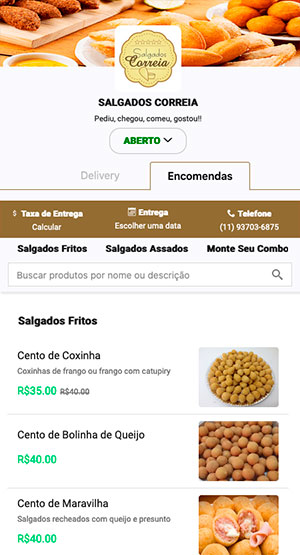 Salgados
Correia
SALGADOS CORREIA
Pediu, chegou, comeu, gostou!!
ABERTO
Delivery
Encomendas
$ Taxa de Entrega
Calcular
Entrega
Escolher uma data
Telefone
(11) 93703-6875
Salgados Fritos
Salgados Assados
Monte Seu Combo
Buscar produtos por nome ou descrição
Salgados Fritos
Cento de Coxinha
Coxinhas de frango ou frango com catupiry
R$35.00 R$40.00
Cento de Bolinha de Queijo
R$40.00
Cento de Maravilha
Salgados recheados com queijo e presunto
R$40.00